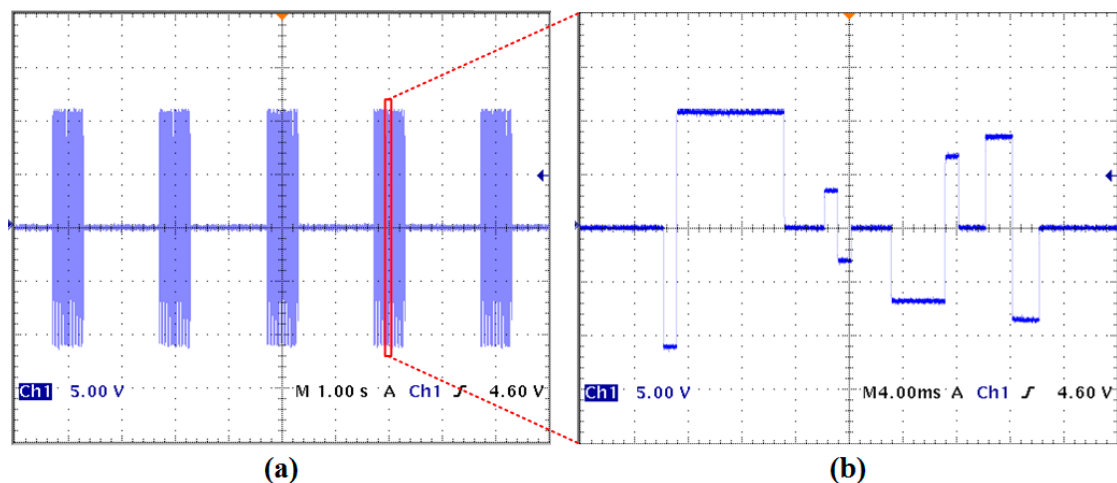 Ch1 5.00 V M 1.00 s A Ch1 ʃ 4.60 V
Ch1 5.00 V M4.00ms A Ch1 ʃ 4.60 V
(a)
(b)